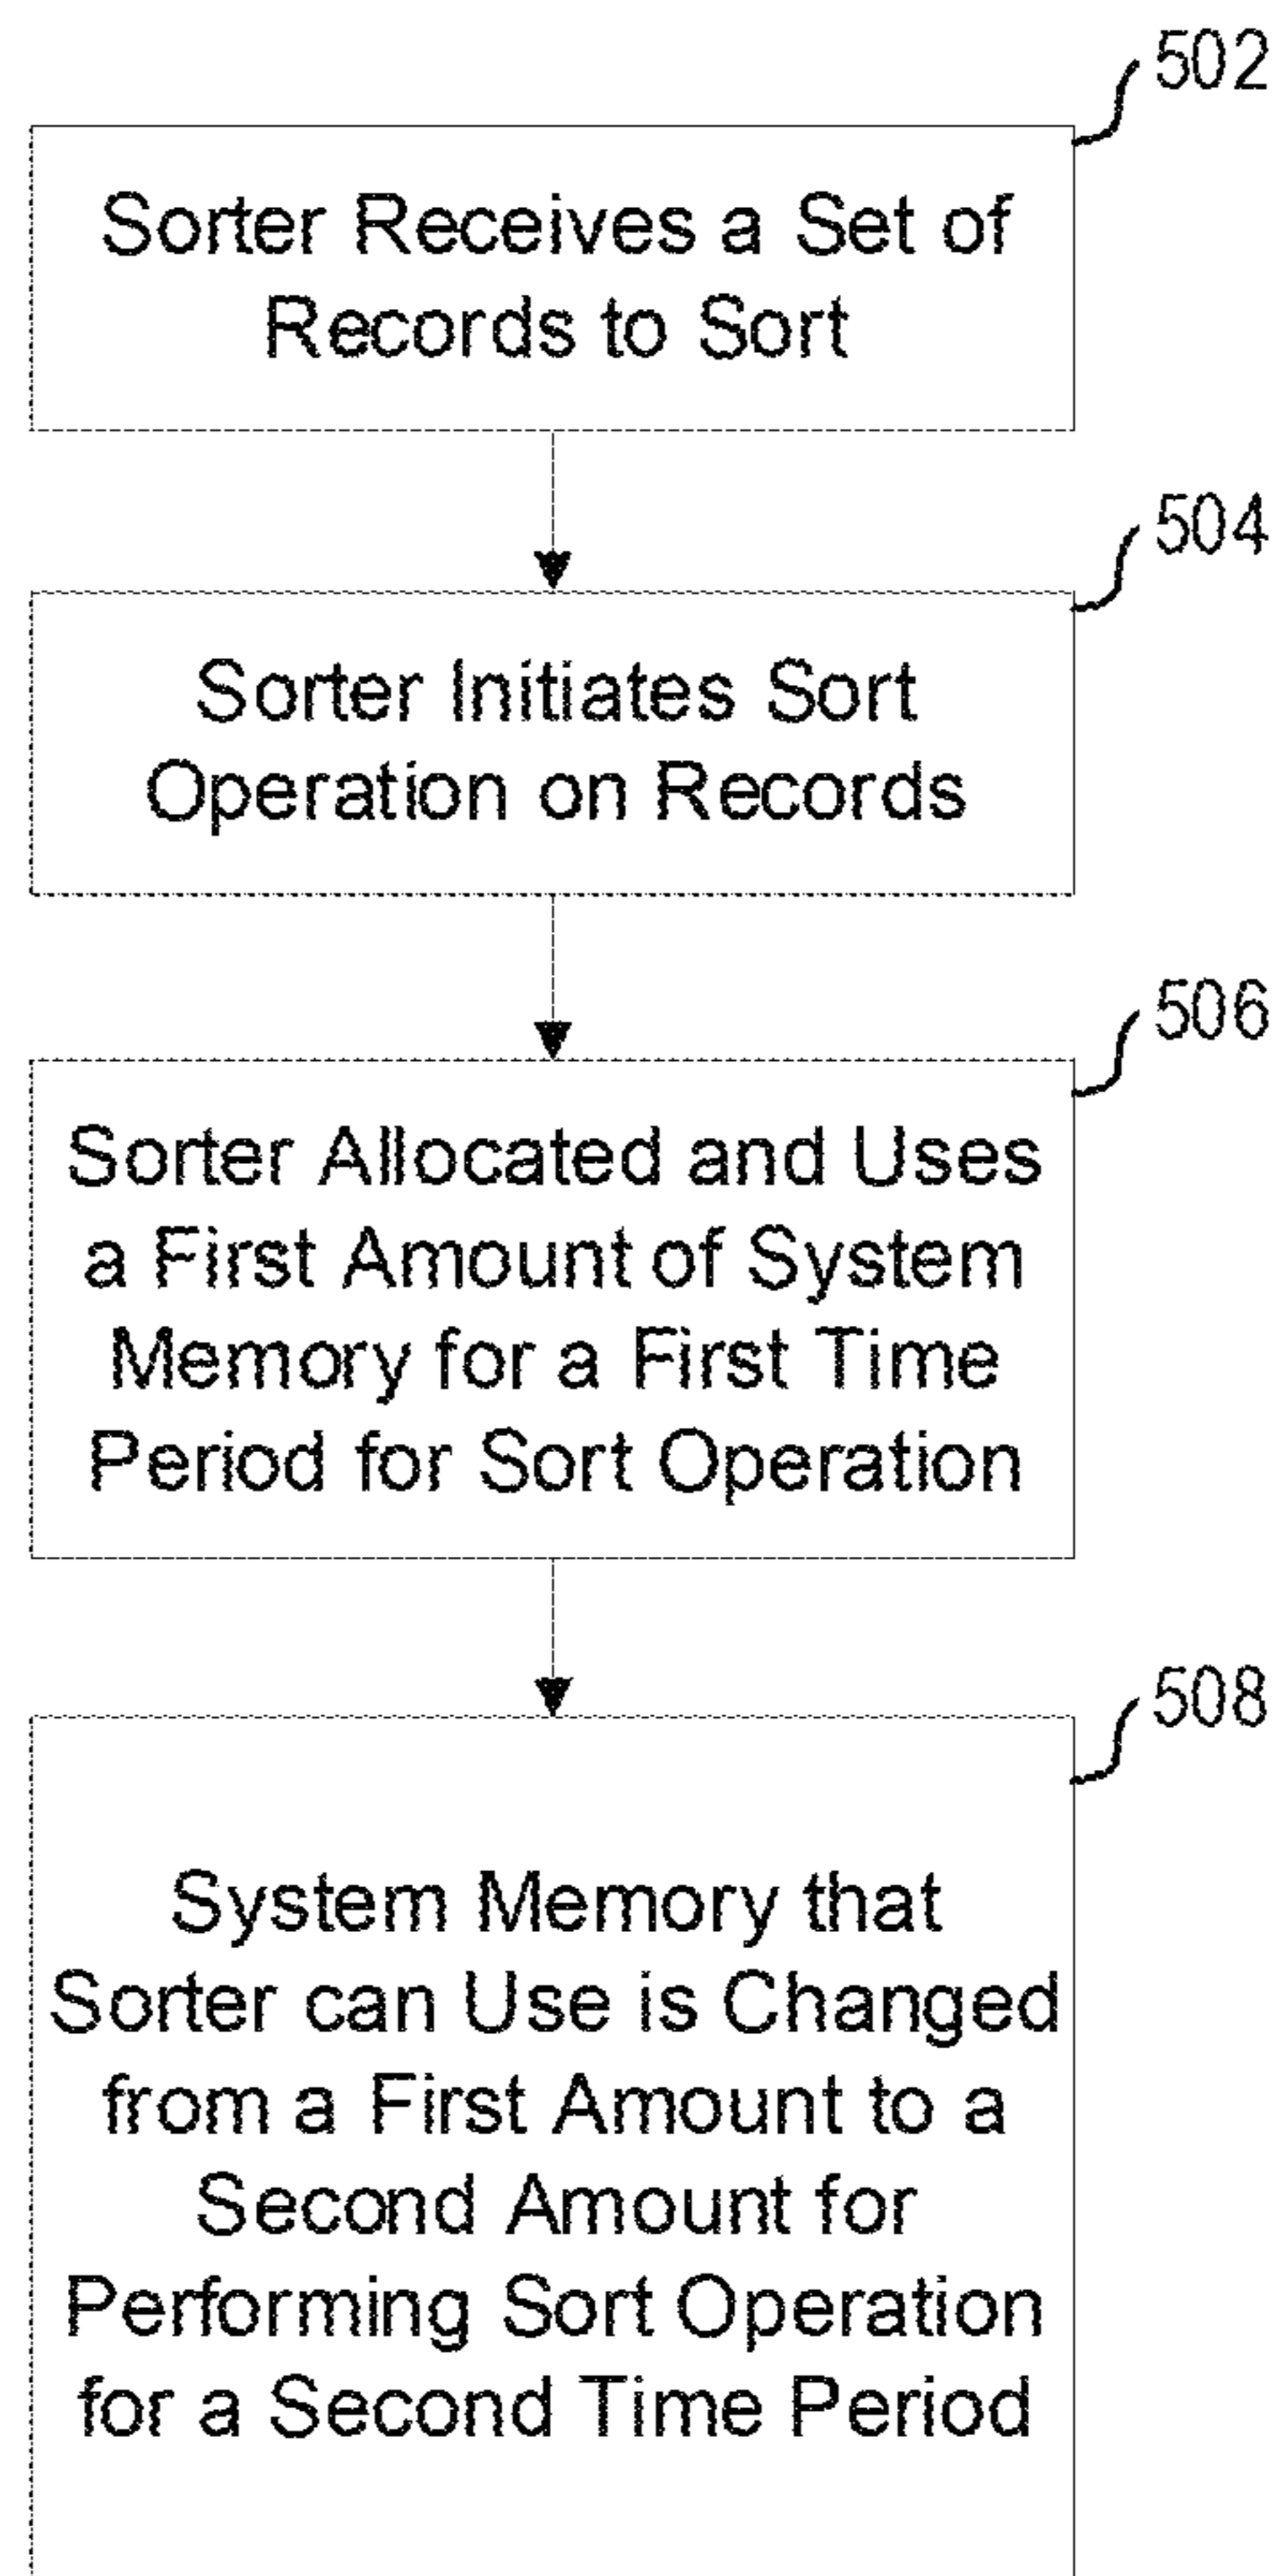 502
Sorter Receives a Set of
Records to Sort
504
Sorter Initiates Sort
Operation on Records
506
Sorter Allocated and Uses
a First Amount of System
Memory for a First Time
Period for Sort Operation
508
System Memory that
Sorter can Use is Changed
from a First Amount to a
Second Amount for
Performing Sort Operation
for a Second Time Period